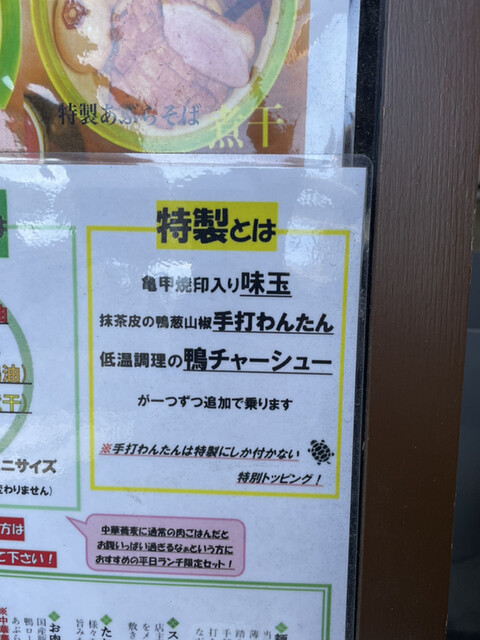 特製あぶらそば 煮干
特製とは
亀甲焼印入り味玉
抹茶皮の鴨葱山椒手打わんたん
低温調理の鴨チャーシュー
が一つずつ追加で乗ります
※手打わんたんは特製にしか付かない
特別トッピング！
油)
干
ニサイズ
変わりません)
方は
て下さい！
中華蕎麦に通常の肉ごはんだと
お腹いっぱい過ぎるなぁという方に
おすすめの平日ランチ限定セット！